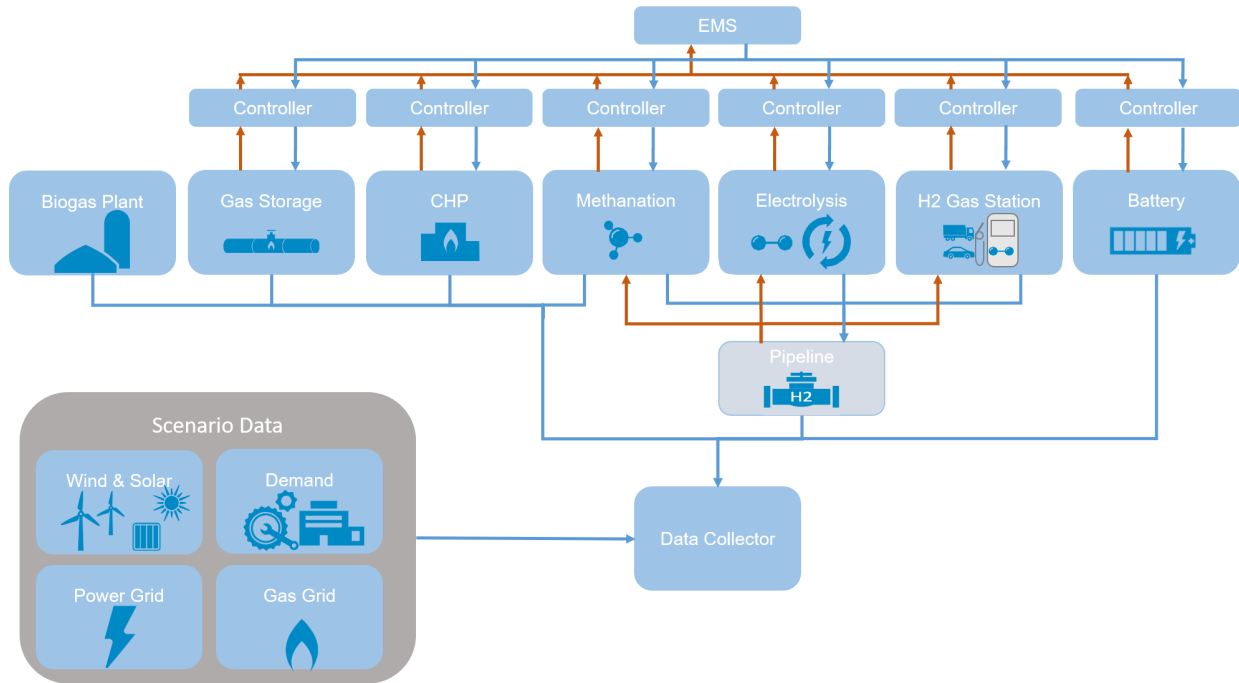 EMS
Controller
Controller
Controller
Controller
Controller
Controller
Biogas Plant
Gas Storage
CHP
Methanation
Electrolysis
H2 Gas Station
Battery
Pipeline
H2
Scenario Data
Wind & Solar
Demand
Data Collector
Power Grid
Gas Grid